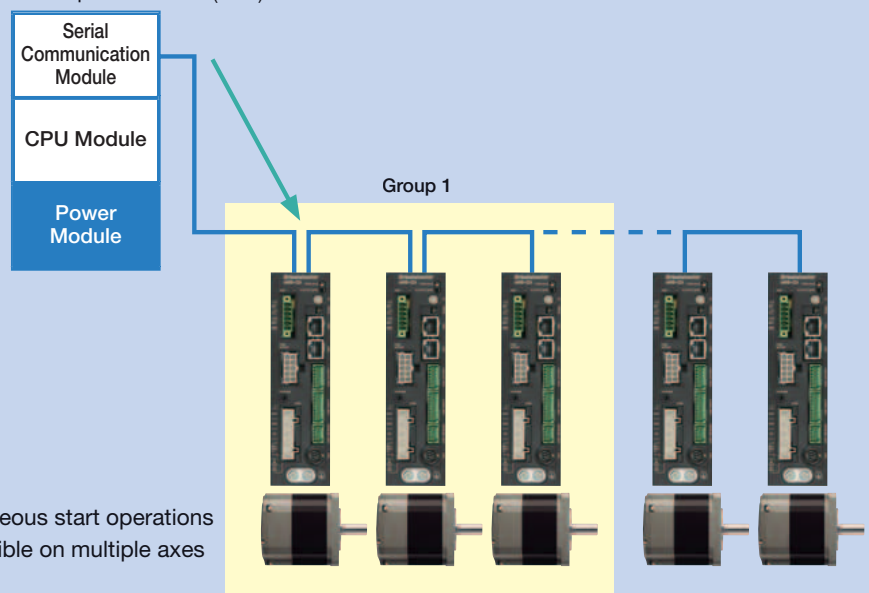 Serial
Communication
Module
CPU Module
Power
Module
Group 1
eous start operations
ible on multiple axes